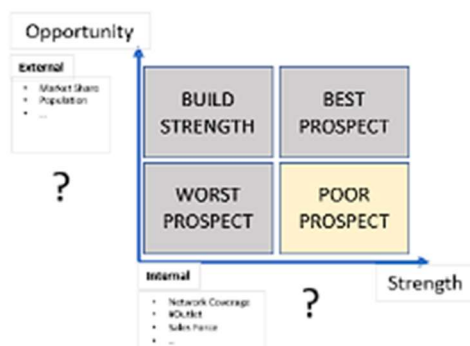 Opportunity
External
• Market Share
• Population
• ...
?
BUILD
STRENGTH
BEST
PROSPECT
WORST
PROSPECT
POOR
PROSPECT
Internal
• Network Coverage
• #Outlet
• Sales Force
• ...
?
Strength